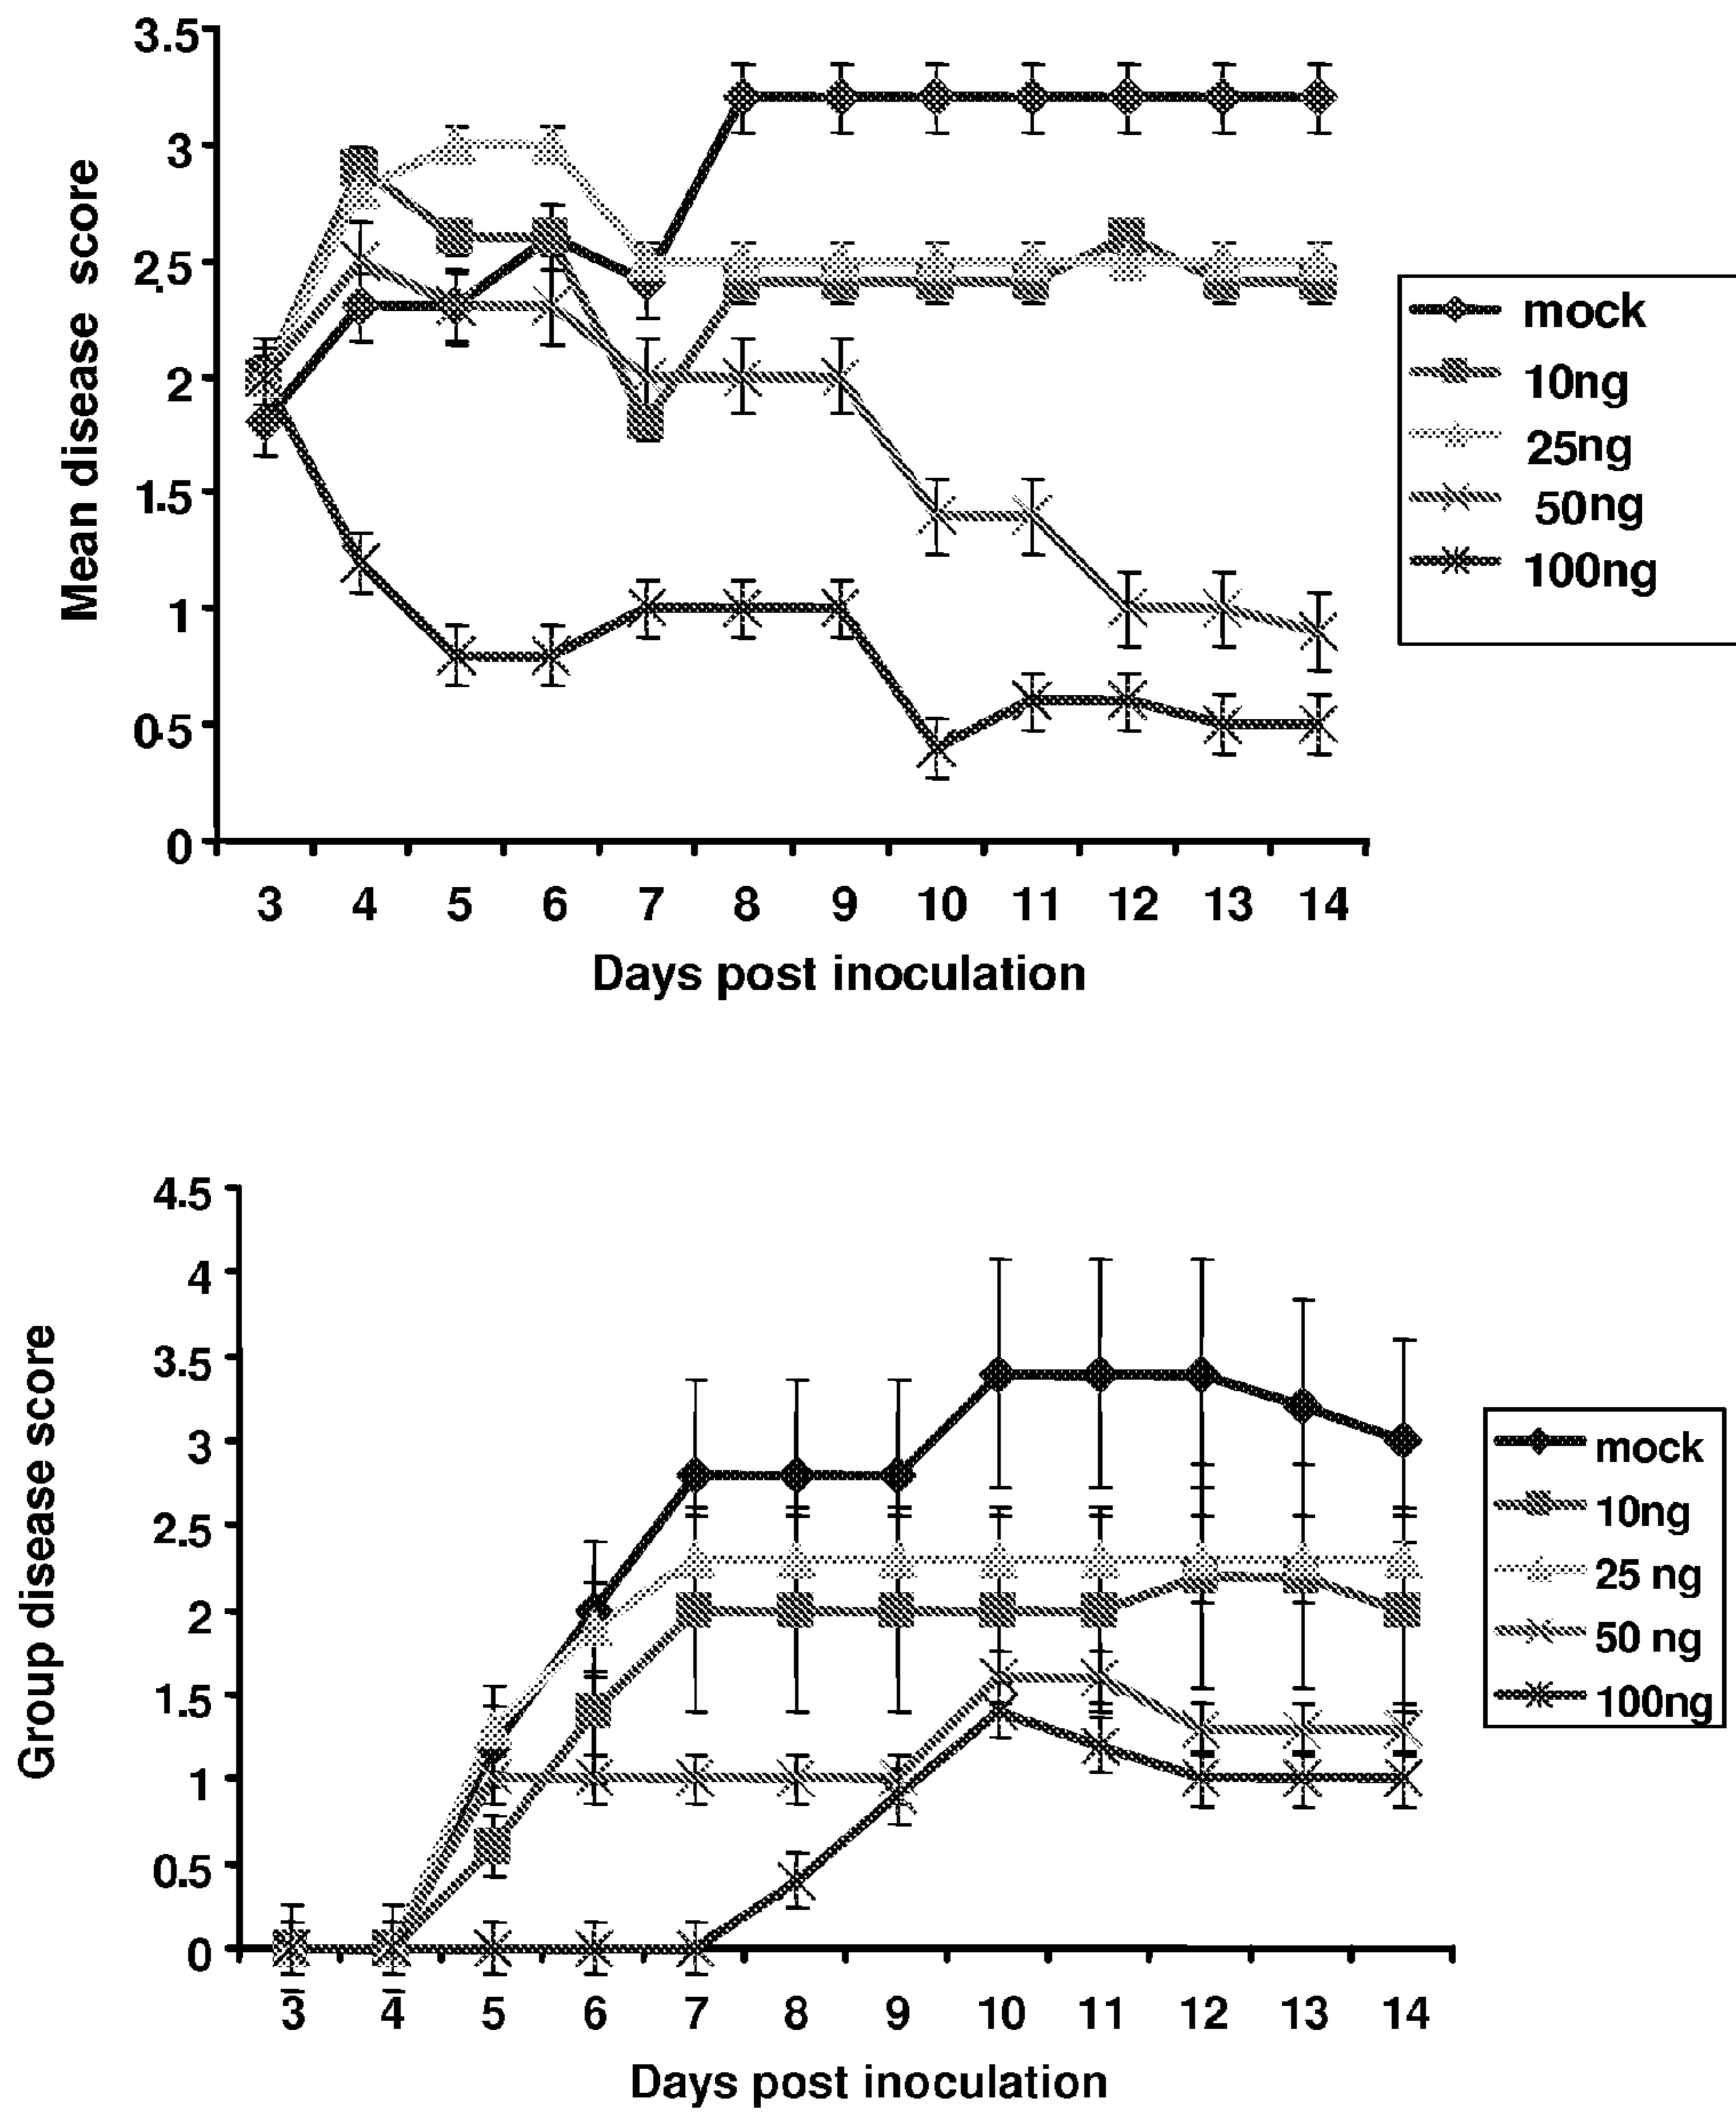 3.5
3
2.5
2
1.5
1
0.5
0
Mean disease score
3 4 5 6 7 8 9 10 11 12 13 14
Days post inoculation
mock
10ng
25ng
50ng
100ng
4.5
4
3.5
3
2.5
2
1.5
1
0.5
0
Group disease score
3 4 5 6 7 8 9 10 11 12 13 14
Days post inoculation
mock
10ng
25 ng
50 ng
100ng